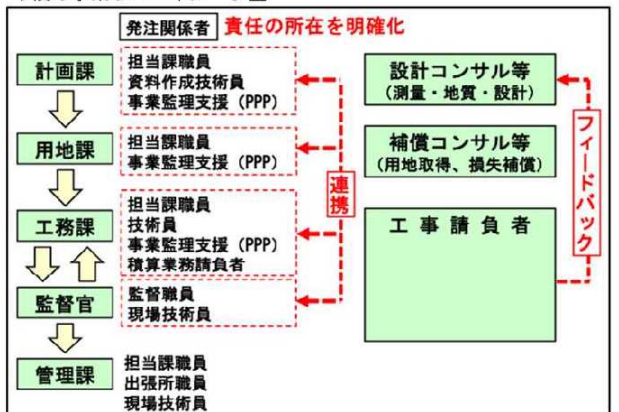 発注関係者
責任の所在を明確化
計画課
担当課職員
資料作成技術員
事業監理支援（PPP）
設計コンサル等
（測量・地質・設計）
用地課
担当課職員
事業監理支援（PPP）
補償コンサル等
（用地取得、損失補償）
連携
フィードバック
工務課
担当課職員
技術員
事業監理支援（PPP）
積算業務請負者
工事請負者
監督官
監督職員
現場技術員
管理課
担当課職員
出張所職員
現場技術員